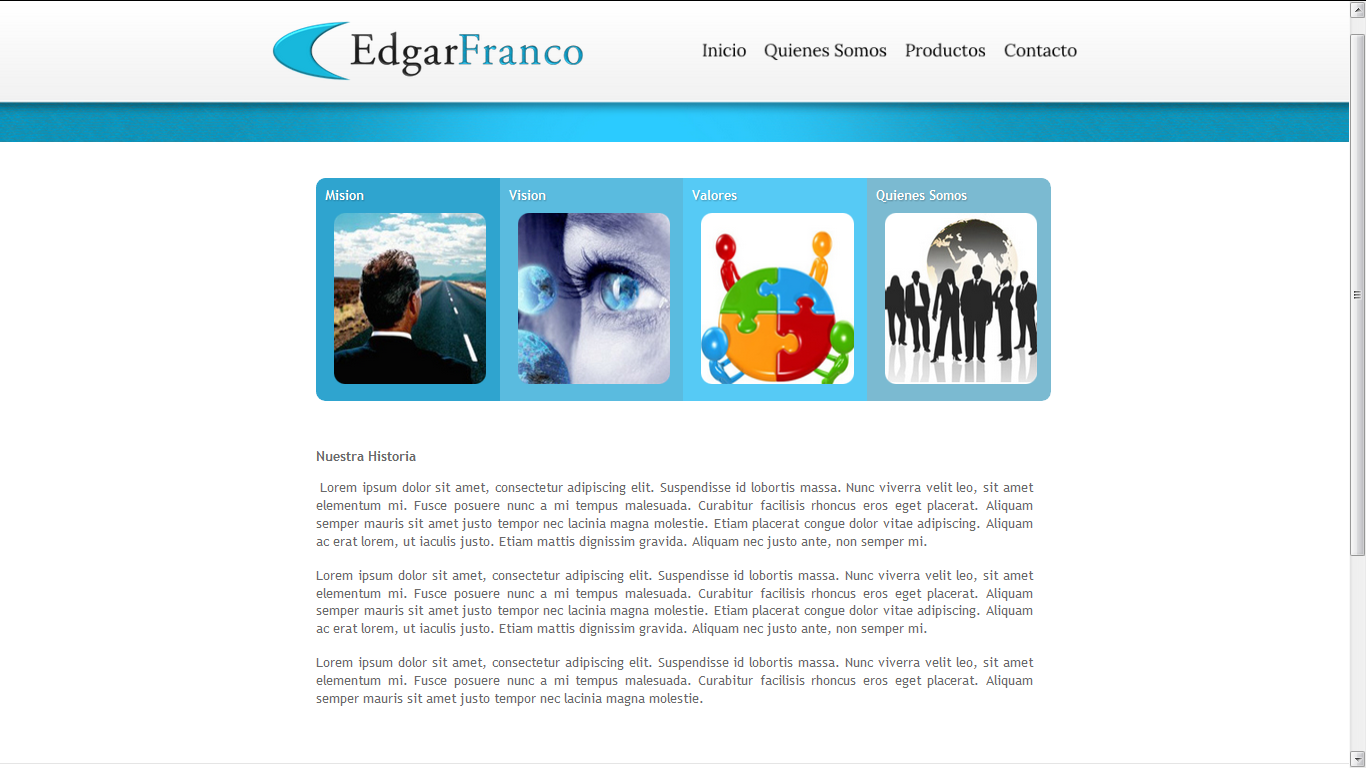 EdgarFranco
Inicio Quienes Somos Productos Contacto
Mision Vision Valores Quienes Somos
Nuestra Historia
Lorem ipsum dolor sit amet, consectetur adipiscing elit. Suspendisse id lobortis massa. Nunc viverra velit leo, sit amet
elementum mi. Fusce posuere nunc a mi tempus malesuada. Curabitur facilisis rhoncus eros eget placerat. Aliquam
semper mauris sit amet justo tempor nec lacinia magna molestie. Etiam placerat congue dolor vitae adipiscing. Aliquam
ac erat lorem, ut iaculis justo. Etiam mattis dignissim gravida. Aliquam nec justo ante, non semper mi.
Lorem ipsum dolor sit amet, consectetur adipiscing elit. Suspendisse id lobortis massa. Nunc viverra velit leo, sit amet
elementum mi. Fusce posuere nunc a mi tempus malesuada. Curabitur facilisis rhoncus eros eget placerat. Aliquam
semper mauris sit amet justo tempor nec lacinia magna molestie. Etiam placerat congue dolor vitae adipiscing. Aliquam
ac erat lorem, ut iaculis justo. Etiam mattis dignissim gravida. Aliquam nec justo ante, non semper mi.
Lorem ipsum dolor sit amet, consectetur adipiscing elit. Suspendisse id lobortis massa. Nunc viverra velit leo, sit amet
elementum mi. Fusce posuere nunc a mi tempus malesuada. Curabitur facilisis rhoncus eros eget placerat. Aliquam
semper mauris sit amet justo tempor nec lacinia magna molestie.